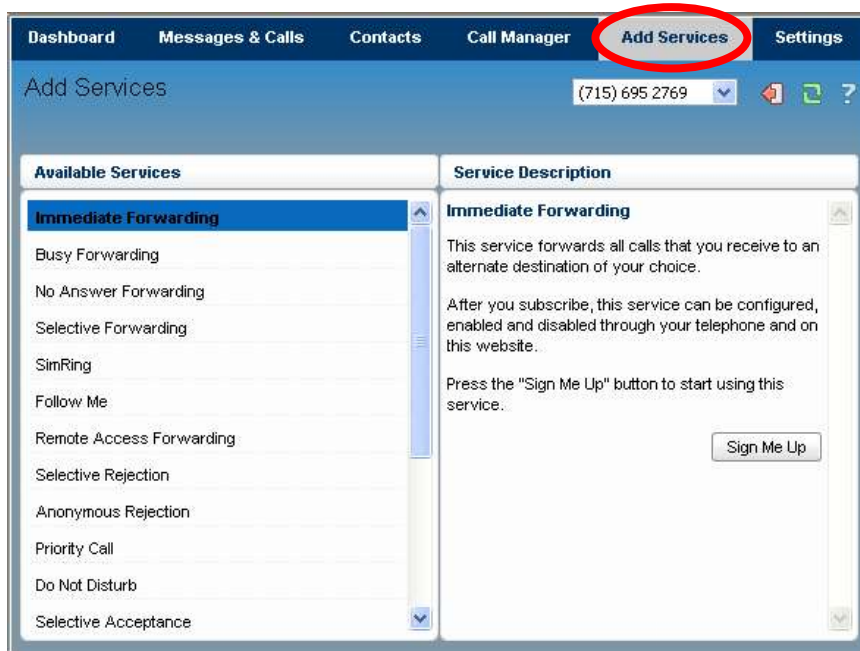 Dashboard Messages & Calls Contacts Call Manager Add Services Settings
Add Services
(715) 695 2769
?
Available Services
Immediate Forwarding
Busy Forwarding
No Answer Forwarding
Selective Forwarding
SimRing
Follow Me
Remote Access Forwarding
Selective Rejection
Anonymous Rejection
Priority Call
Do Not Disturb
Selective Acceptance
Service Description
Immediate Forwarding
This service forwards all calls that you receive to an
alternate destination of your choice.
After you subscribe, this service can be configured,
enabled and disabled through your telephone and on
this website.
Press the "Sign Me Up" button to start using this
service.
Sign Me Up